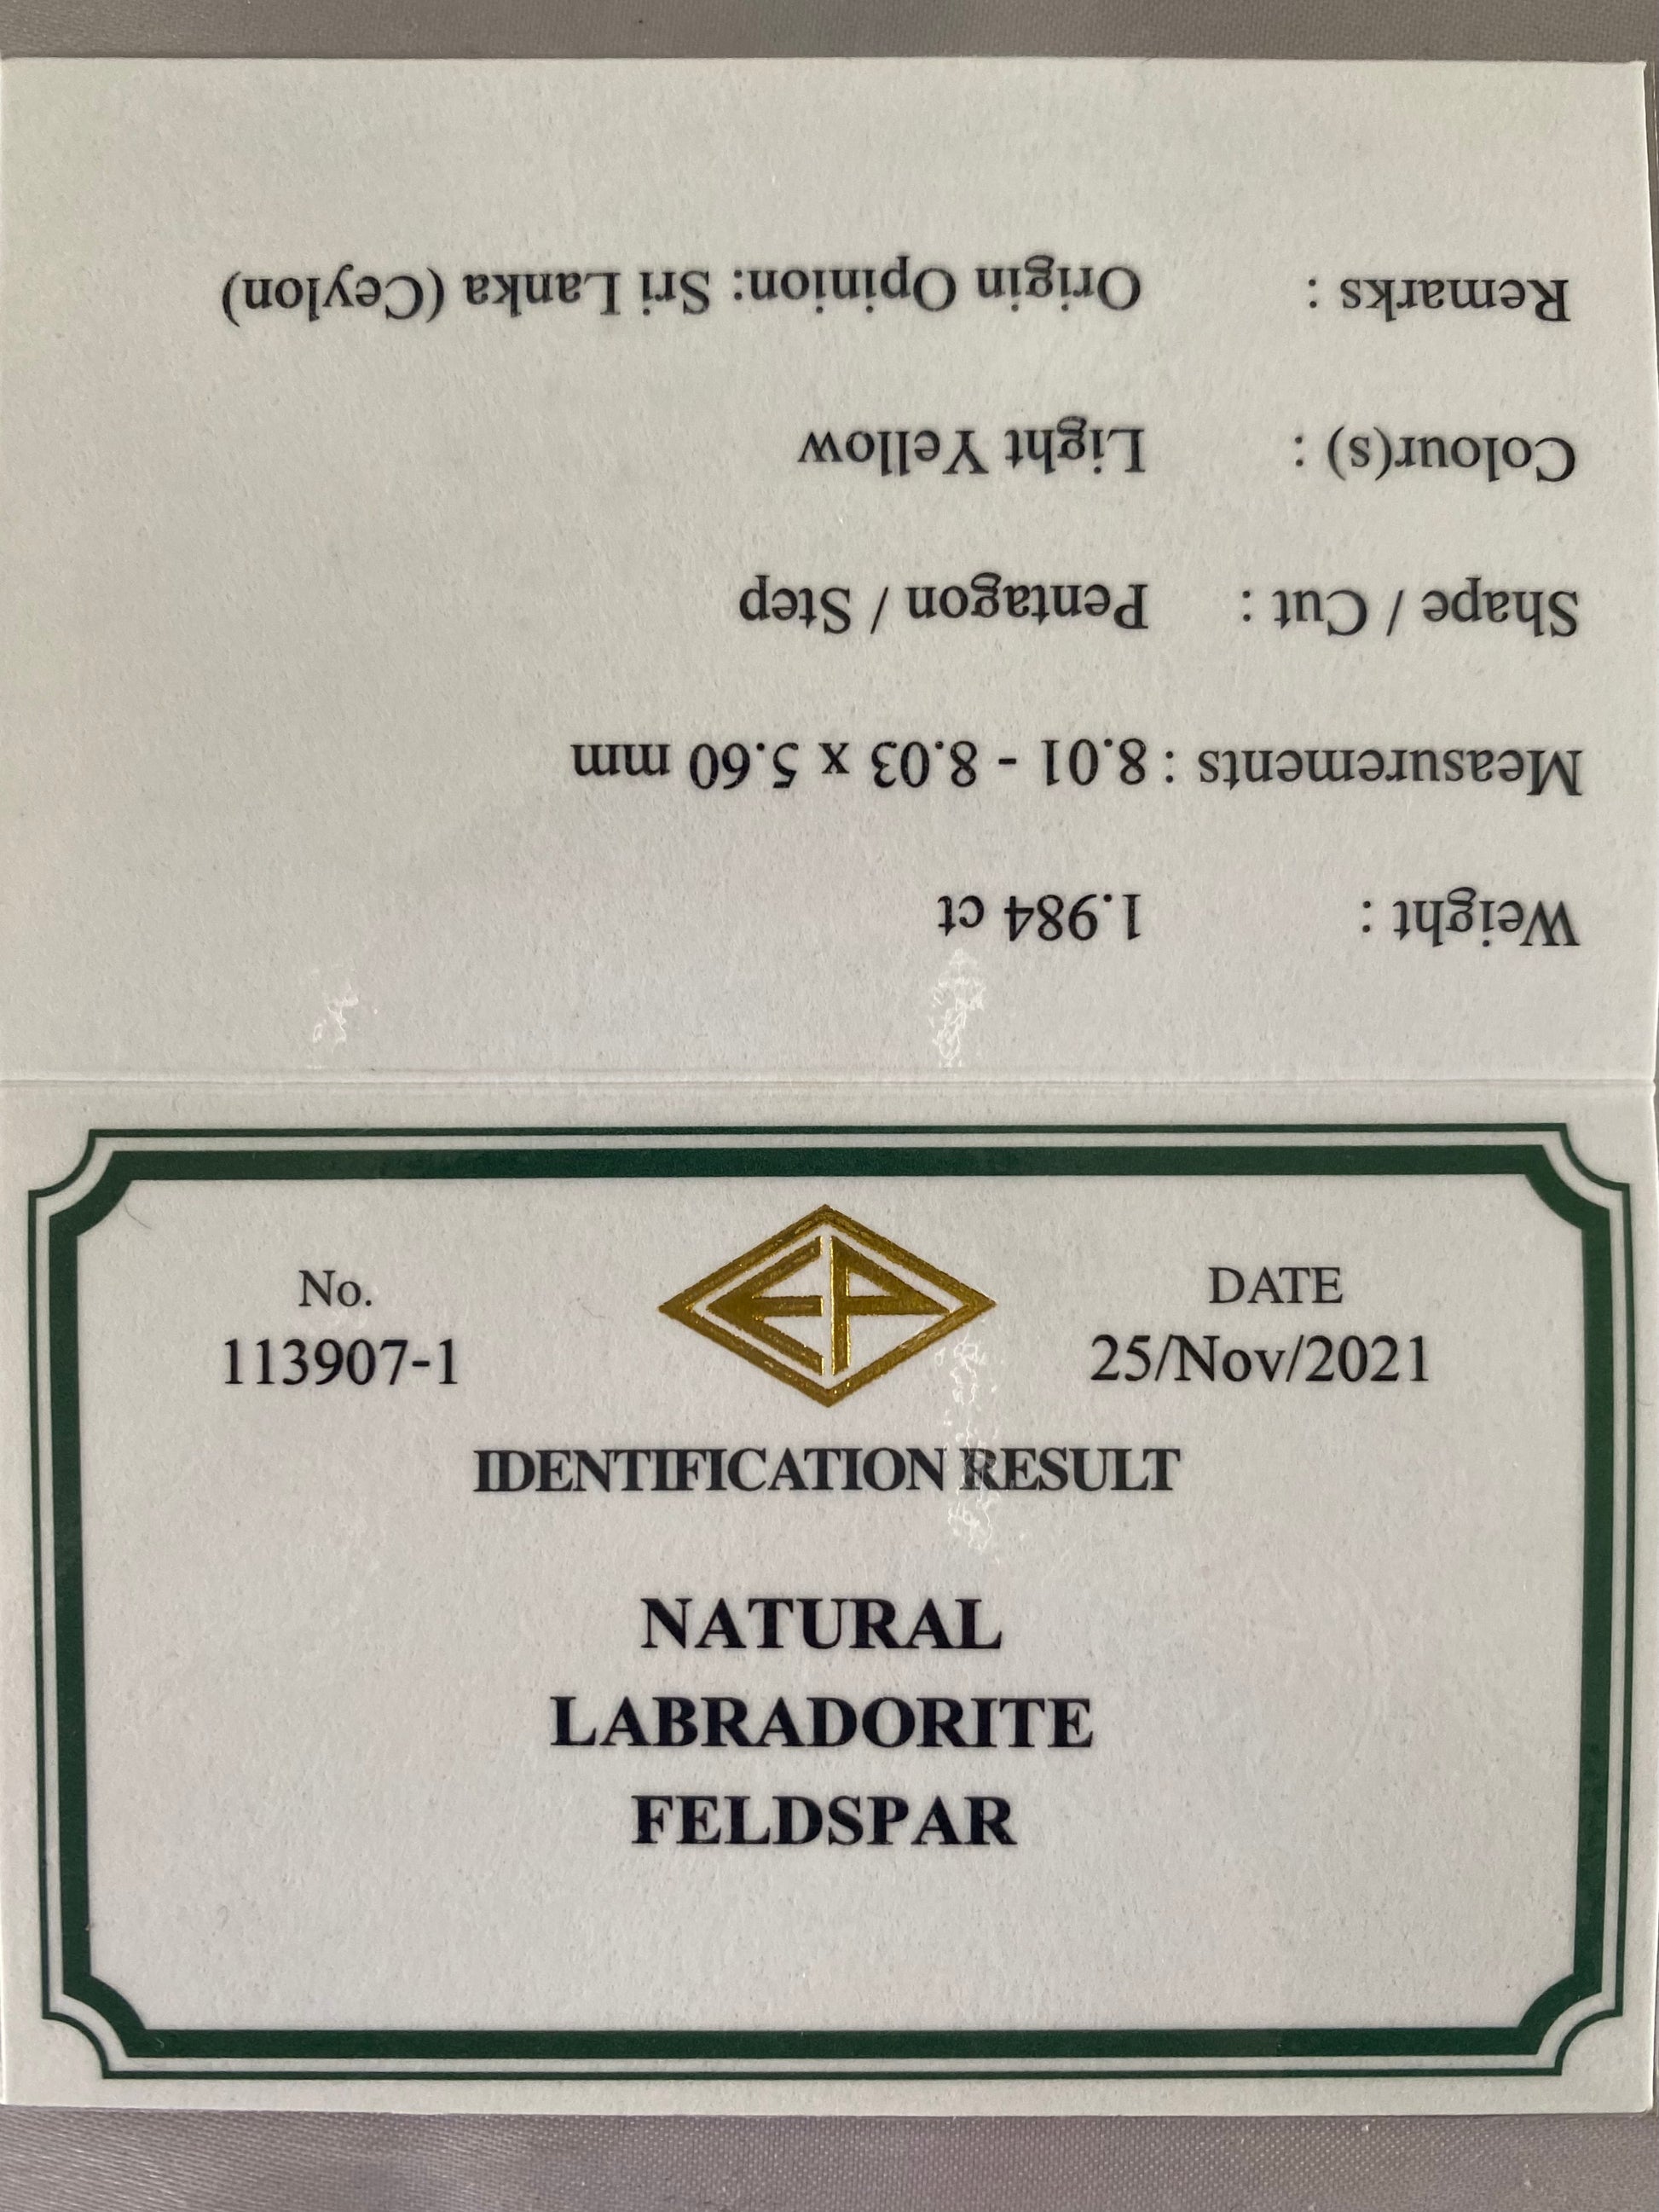 Weight : 1.984 ct
Measurements : 8.01 - 8.03 x 5.60 mm
Shape / Cut : Pentagon / Step
Colour(s) : Light Yellow
Remarks : Origin Opinion: Sri Lanka (Ceylon)
No. EP DATE
113907-1 25/Nov/2021
IDENTIFICATION RESULT
NATURAL
LABRADORITE
FELDSPAR